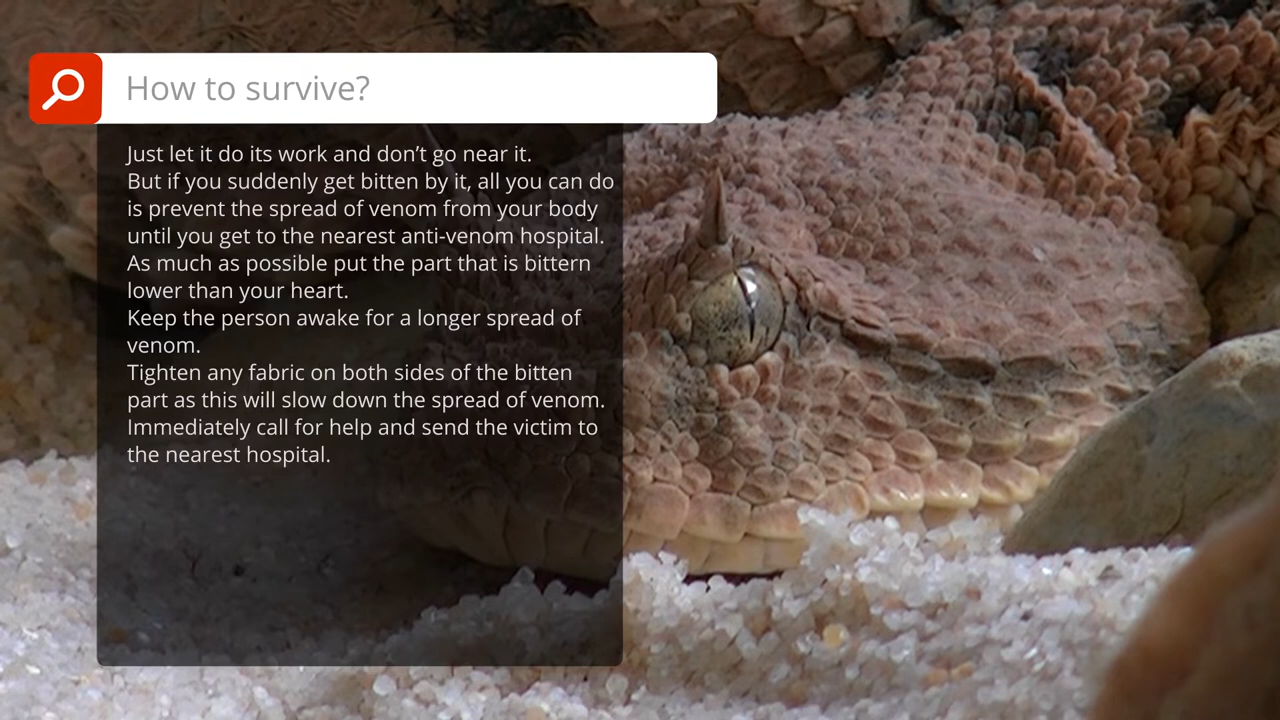 How to survive?
Just let it do its work and don’t go near it.
But if you suddenly get bitten by it, all you can do
is prevent the spread of venom from your body
until you get to the nearest anti-venom hospital.
As much as possible put the part that is bittern
lower than your heart.
Keep the person awake for a longer spread of
venom.
Tighten any fabric on both sides of the bitten
part as this will slow down the spread of venom.
Immediately call for help and send the victim to
the nearest hospital.